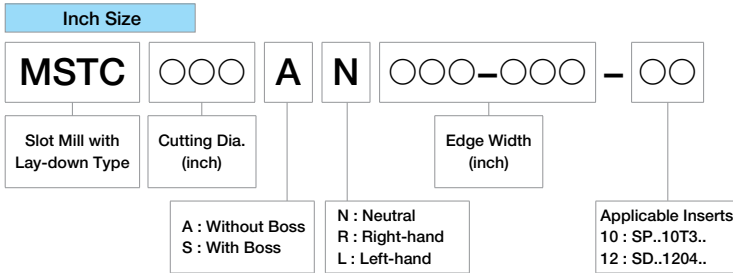 Inch Size
MSTC ○○○ A N ○○○–○○○ – ○○
Slot Mill with
Lay-down Type
Cutting Dia.
(inch)
Edge Width
(inch)
A : Without Boss
S : With Boss
N : Neutral
R : Right-hand
L : Left-hand
Applicable Inserts
10 : SP..10T3..
12 : SD..1204..